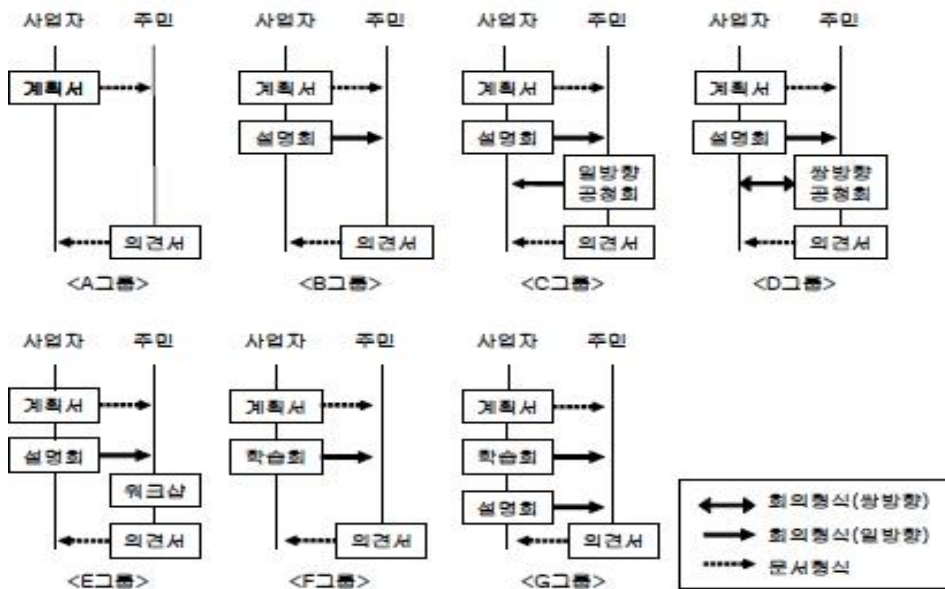 사업자 주민 사업자 주민 사업자 주민 사업자 주민
계획서 계획서 계획서 계획서
설명회 설명회 설명회
일방향 쌍방향
공청회 공청회
의견서 의견서 의견서 의견서
<A그룹> <B그룹> <C그룹> <D그룹>
사업자 주민 사업자 주민 사업자 주민
계획서 계획서 계획서
설명회 학습회 학습회
워크샵 설명회
의견서 의견서 의견서
<E그룹> <F그룹> <G그룹>
회의형식(쌍방향)
회의형식(일방향)
문서형식